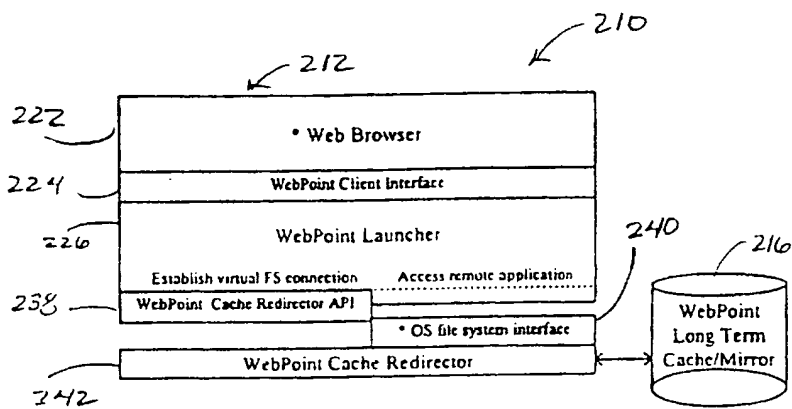 210
212
222
• Web Browser
224
WebPoint Client Interface
226
WebPoint Launcher
240
216
Establish virtual FS connection
Access remote application
238
WebPoint Cache Redirector API
WebPoint
Long Term
Cache/Mirror
• OS file system interface
WebPoint Cache Redirector
242